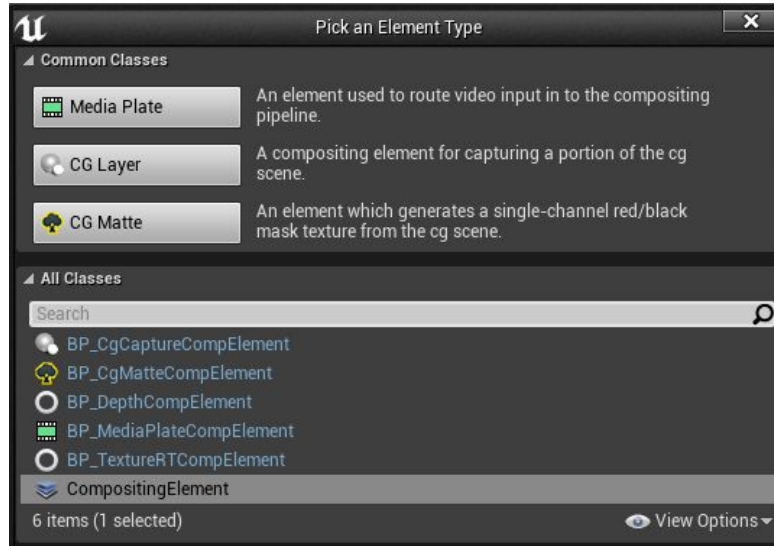 Pick an Element Type
Common Classes
Media Plate
An element used to route video input in to the compositing
pipeline.
CG Layer
A compositing element for capturing a portion of the cg
scene.
CG Matte
An element which generates a single-channel red/black
mask texture from the cg scene.
All Classes
Search
BP_CgCaptureCompElement
BP_CgMatteCompElement
BP_DepthCompElement
BP_MediaPlateCompElement
BP_TextureRTCompElement
CompositingElement
6 items (1 selected)
View Options